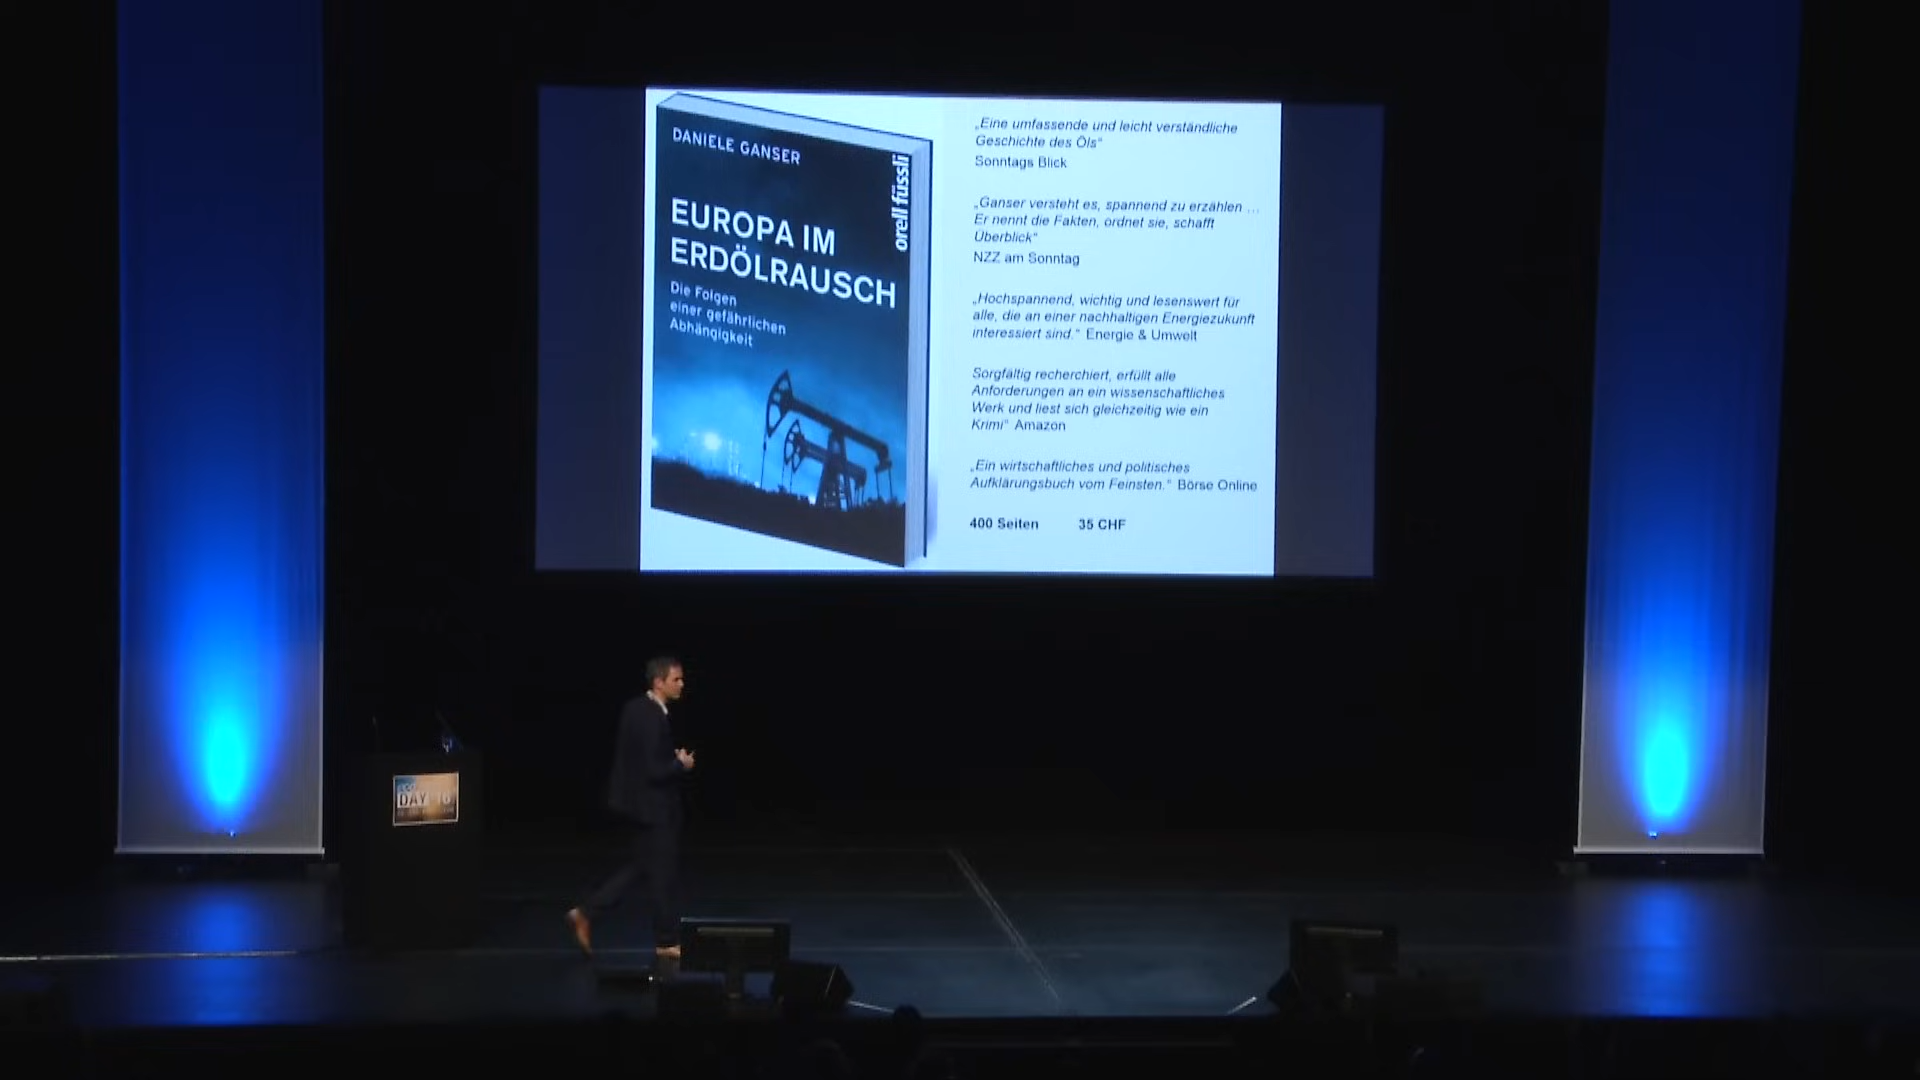 DANIELE GANSER
orell füssli
EUROPA IM
ERDÖLRAUSCH
Die Folgen
einer gefährlichen
Abhängigkeit
„Eine umfassende und leicht verständliche
Geschichte des Öls“
Sonntags Blick
„Ganser versteht es, spannend zu erzählen …
Er nennt die Fakten, ordnet sie, schafft
Überblick“
NZZ am Sonntag
„Hochspannend, wichtig und lesenswert für
alle, die an einer nachhaltigen Energiezukunft
interessiert sind.“ Energie & Umwelt
Sorgfältig recherchiert, erfüllt alle
Anforderungen an ein wissenschaftliches
Werk und liest sich gleichzeitig wie ein
Krimi“ Amazon
„Ein wirtschaftliches und politisches
Aufklärungsbuch vom Feinsten.“ Börse Online
400 Seiten 35 CHF
DAY